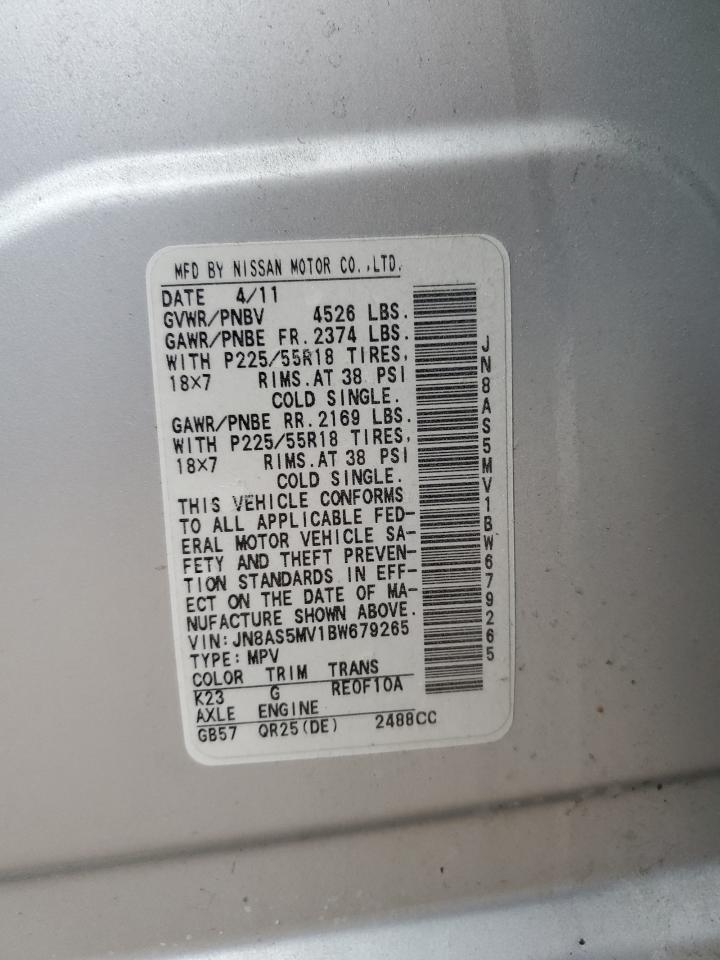 MFD BY NISSAN MOTOR CO.,LTD.
DATE 4/11
GVWR/PNBV 4526 LBS.
GAWR/PNBE FR. 2374 LBS.
WITH P225/55R18 TIRES,
18×7 RIMS.AT 38 PSI
COLD SINGLE.
GAWR/PNBE RR. 2169 LBS.
WITH P225/55R18 TIRES,
18×7 RIMS.AT 38 PSI
COLD SINGLE.
THIS VEHICLE CONFORMS
TO ALL APPLICABLE FED-
ERAL MOTOR VEHICLE SA-
FETY AND THEFT PREVEN-
TION STANDARDS IN EFF-
ECT ON THE DATE OF MA-
NUFACTURE SHOWN ABOVE.
VIN:JN8AS5MV1BW679265
TYPE:MPV
COLOR TRIM TRANS
K23 G RE0F10A
AXLE ENGINE
GB57 QR25(DE) 2488CC
JN8AS5MV1BW679265